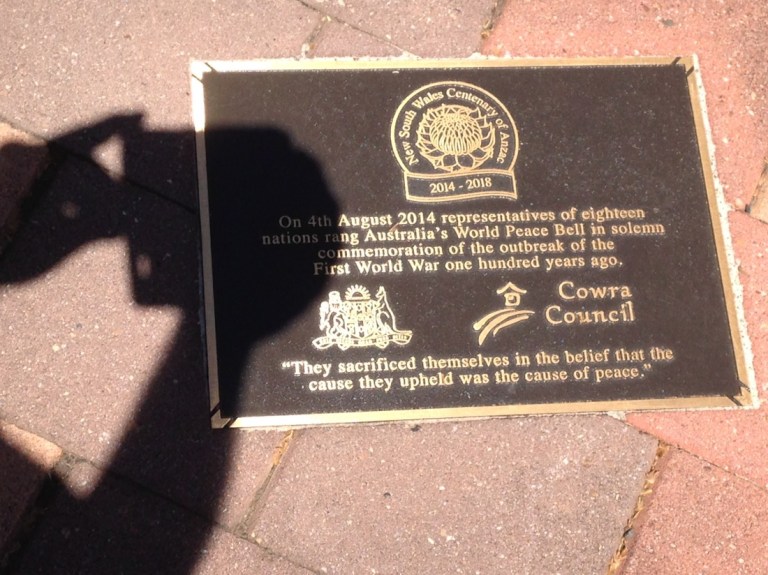 New South Wales Centenary of Anzac
2014 - 2018
On 4th August 2014 representatives of eighteen
nations rang Australia's World Peace Bell in solemn
commemoration of the outbreak of the
First World War one hundred years ago.
Cowra
Council
"They sacrificed themselves in the belief that the
cause they upheld was the cause of peace."